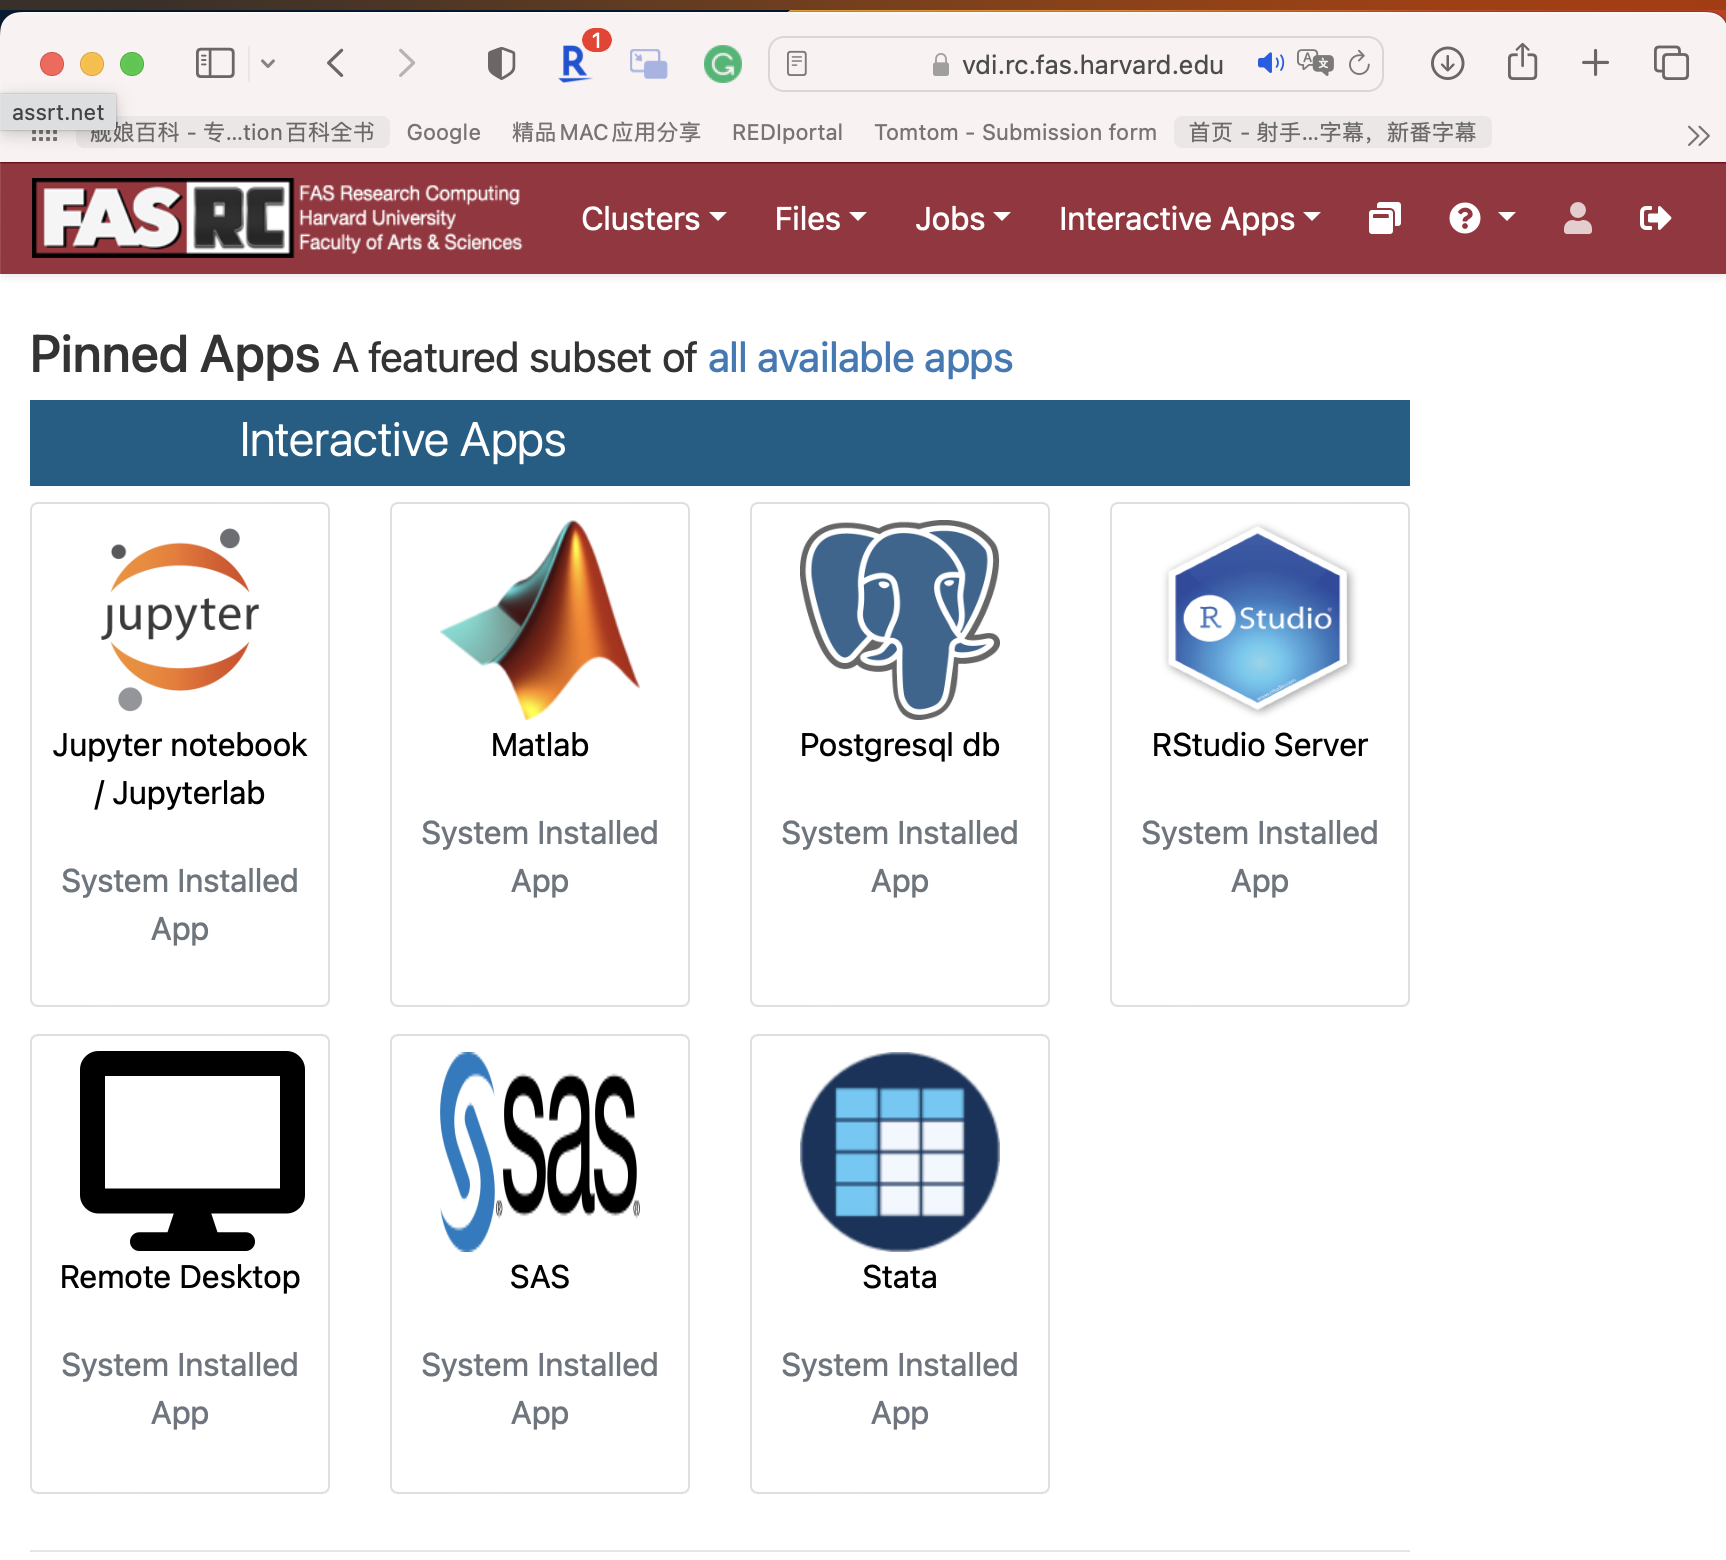 1
vdi.rc.fas.harvard.edu
assrt.net
舰娘百科 - 专...tion百科全书 Google 精品MAC应用分享 REDIportal Tomtom - Submission form 首页 - 射手...字幕，新番字幕
FAS RC
FAS Research Computing
Harvard University
Faculty of Arts & Sciences
Clusters Files Jobs Interactive Apps
Pinned Apps A featured subset of all available apps
Interactive Apps
jupyter
Jupyter notebook
/ Jupyterlab
System Installed
App
Matlab
System Installed
App
Postgresql db
System Installed
App
R Studio
RStudio Server
System Installed
App
Remote Desktop
System Installed
App
sas
SAS
System Installed
App
Stata
System Installed
App